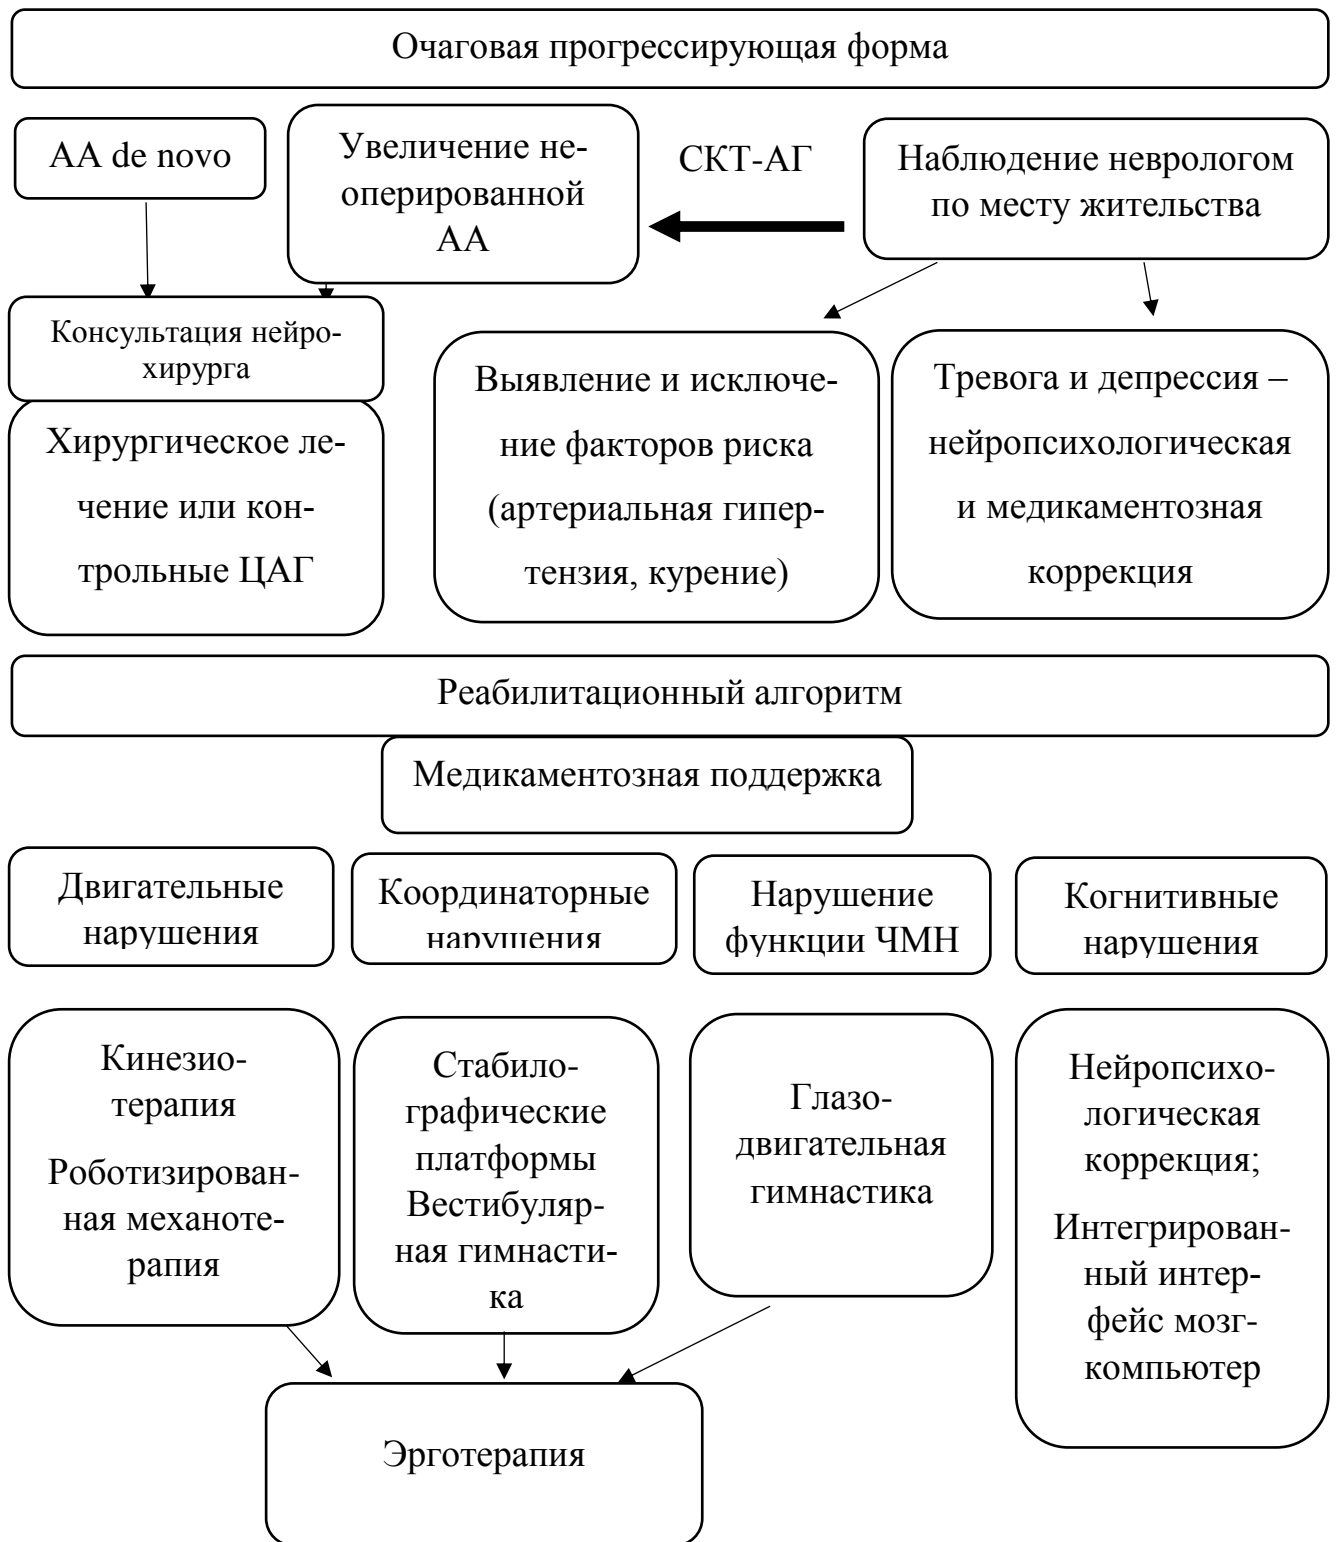 Очаговая прогрессирующая форма
АА de novo
Увеличение не-
оперированной
АА
СКТ-АГ
Наблюдение неврологом
по месту жительства
Консультация нейро-
хирурга
Хирургическое ле-
чение или кон-
трольные ЦАГ
Выявление и исключе-
ние факторов риска
(артериальная гипер-
тензия, курение)
Тревога и депрессия –
нейропсихологическая
и медикаментозная
коррекция
Реабилитационный алгоритм
Медикаментозная поддержка
Двигательные
нарушения
Координаторные
нарушения
Нарушение
функции ЧМН
Когнитивные
нарушения
Кинезио-
терапия
Роботизирован-
ная механоте-
рапия
Стабило-
графические
платформы
Вестибуляр-
ная гимнасти-
ка
Глазо-
двигательная
гимнастика
Нейропсихо-
логическая
коррекция;
Интегрирован-
ный интер-
фейс мозг-
компьютер
Эрготерапия